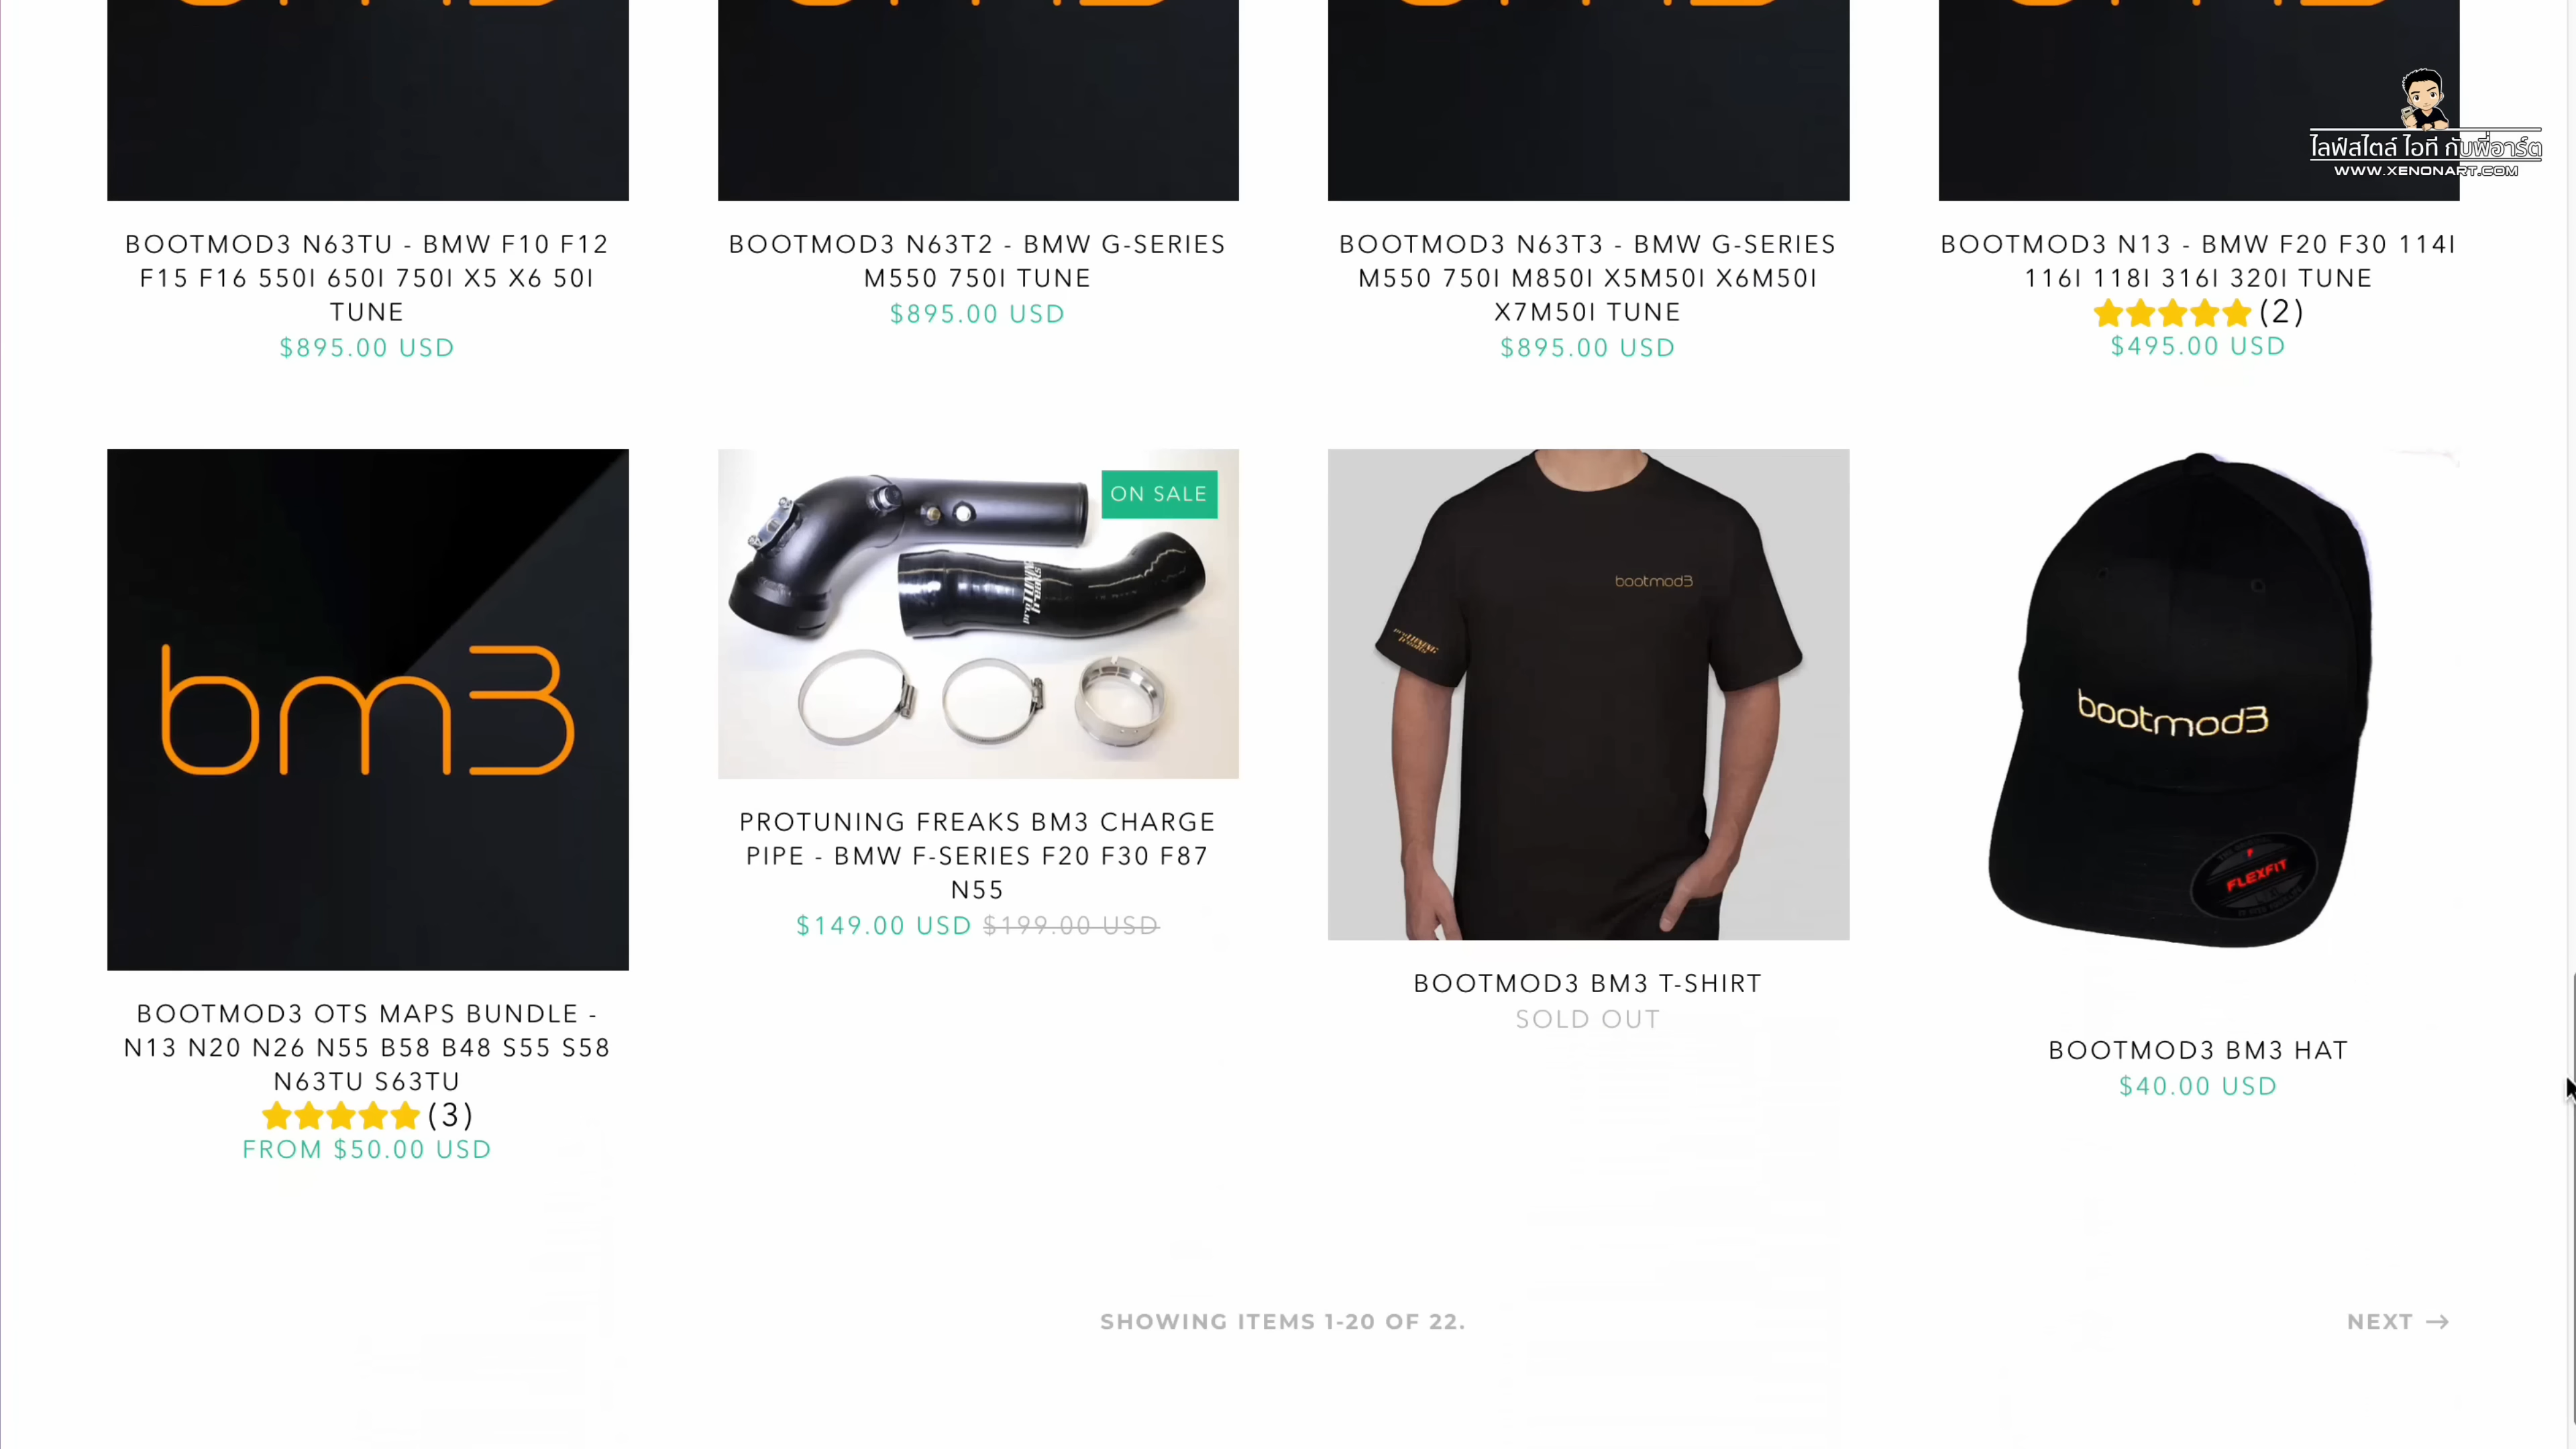 ไลฟ์สไตล์ ไอที กับพี่อาร์ต
WWW.XENONART.COM
BOOTMOD3 N63TU - BMW F10 F12
F15 F16 550I 650I 750I X5 X6 50I
TUNE
$895.00 USD
BOOTMOD3 N63T2 - BMW G-SERIES
M550 750I TUNE
$895.00 USD
BOOTMOD3 N63T3 - BMW G-SERIES
M550 750I M850I X5M50I X6M50I
X7M50I TUNE
$895.00 USD
BOOTMOD3 N13 - BMW F20 F30 114I
116I 118I 316I 320I TUNE
(2)
$495.00 USD
bm3
BOOTMOD3 OTS MAPS BUNDLE -
N13 N20 N26 N55 B58 B48 S55 S58
N63TU S63TU
(3)
FROM $50.00 USD
ON SALE
PROTUNING FREAKS BM3 CHARGE
PIPE - BMW F-SERIES F20 F30 F87
N55
$149.00 USD $199.00 USD
bootmod3
BOOTMOD3 BM3 T-SHIRT
SOLD OUT
bootmod3
FLEXFIT
BOOTMOD3 BM3 HAT
$40.00 USD
SHOWING ITEMS 1-20 OF 22.
NEXT →